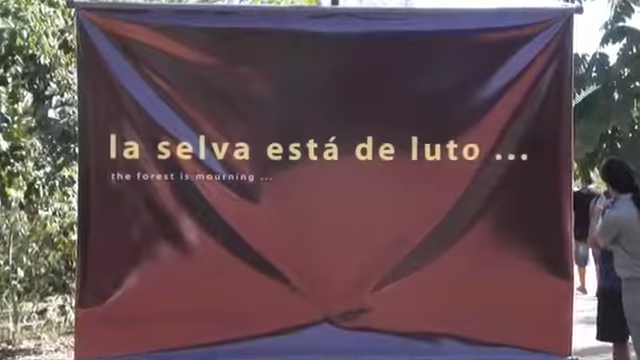 la selva está de luto ...
the forest is mourning ...